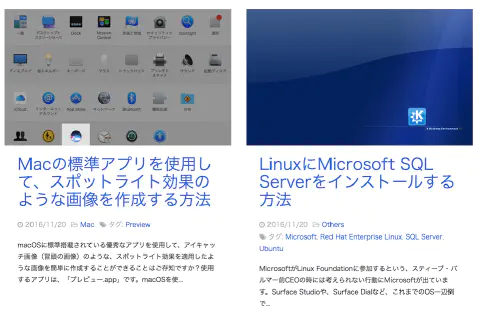 Macの標準アプリを使用し
て、スポットライト効果の
ような画像を作成する方法
2016/11/20 Mac タグ: Preview
macOSに標準搭載されている優秀なアプリを使用して、アイキャッ
チ画像（冒頭の画像）のような、スポットライト効果を適用したよ
うな画像を簡単に作成することができることはご存知ですか？使用
するアプリは、「プレビュー.app」です。macOSを使...
LinuxにMicrosoft SQL
Serverをインストールする
方法
2016/11/20 Others
タグ: Microsoft, Red Hat Enterprise Linux, SQL Server,
Ubuntu
MicrosoftがLinux Foundationに参加するという、スティーブ・バ
ルマー前CEOの時には考えられない行動にMicrosoftが出ていま
す。Surface Studioや、Surface Dialなど、これまでのOS一辺倒
で...